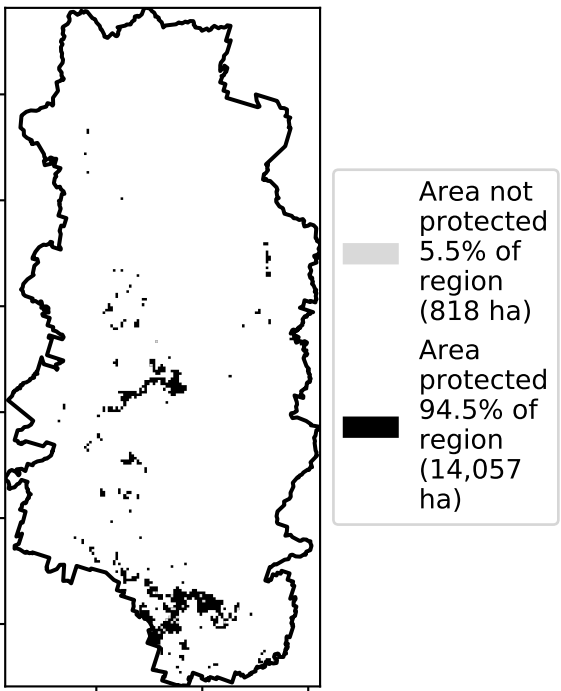 Area not
protected
5.5% of
region
(818 ha)
Area
protected
94.5% of
region
(14,057
ha)